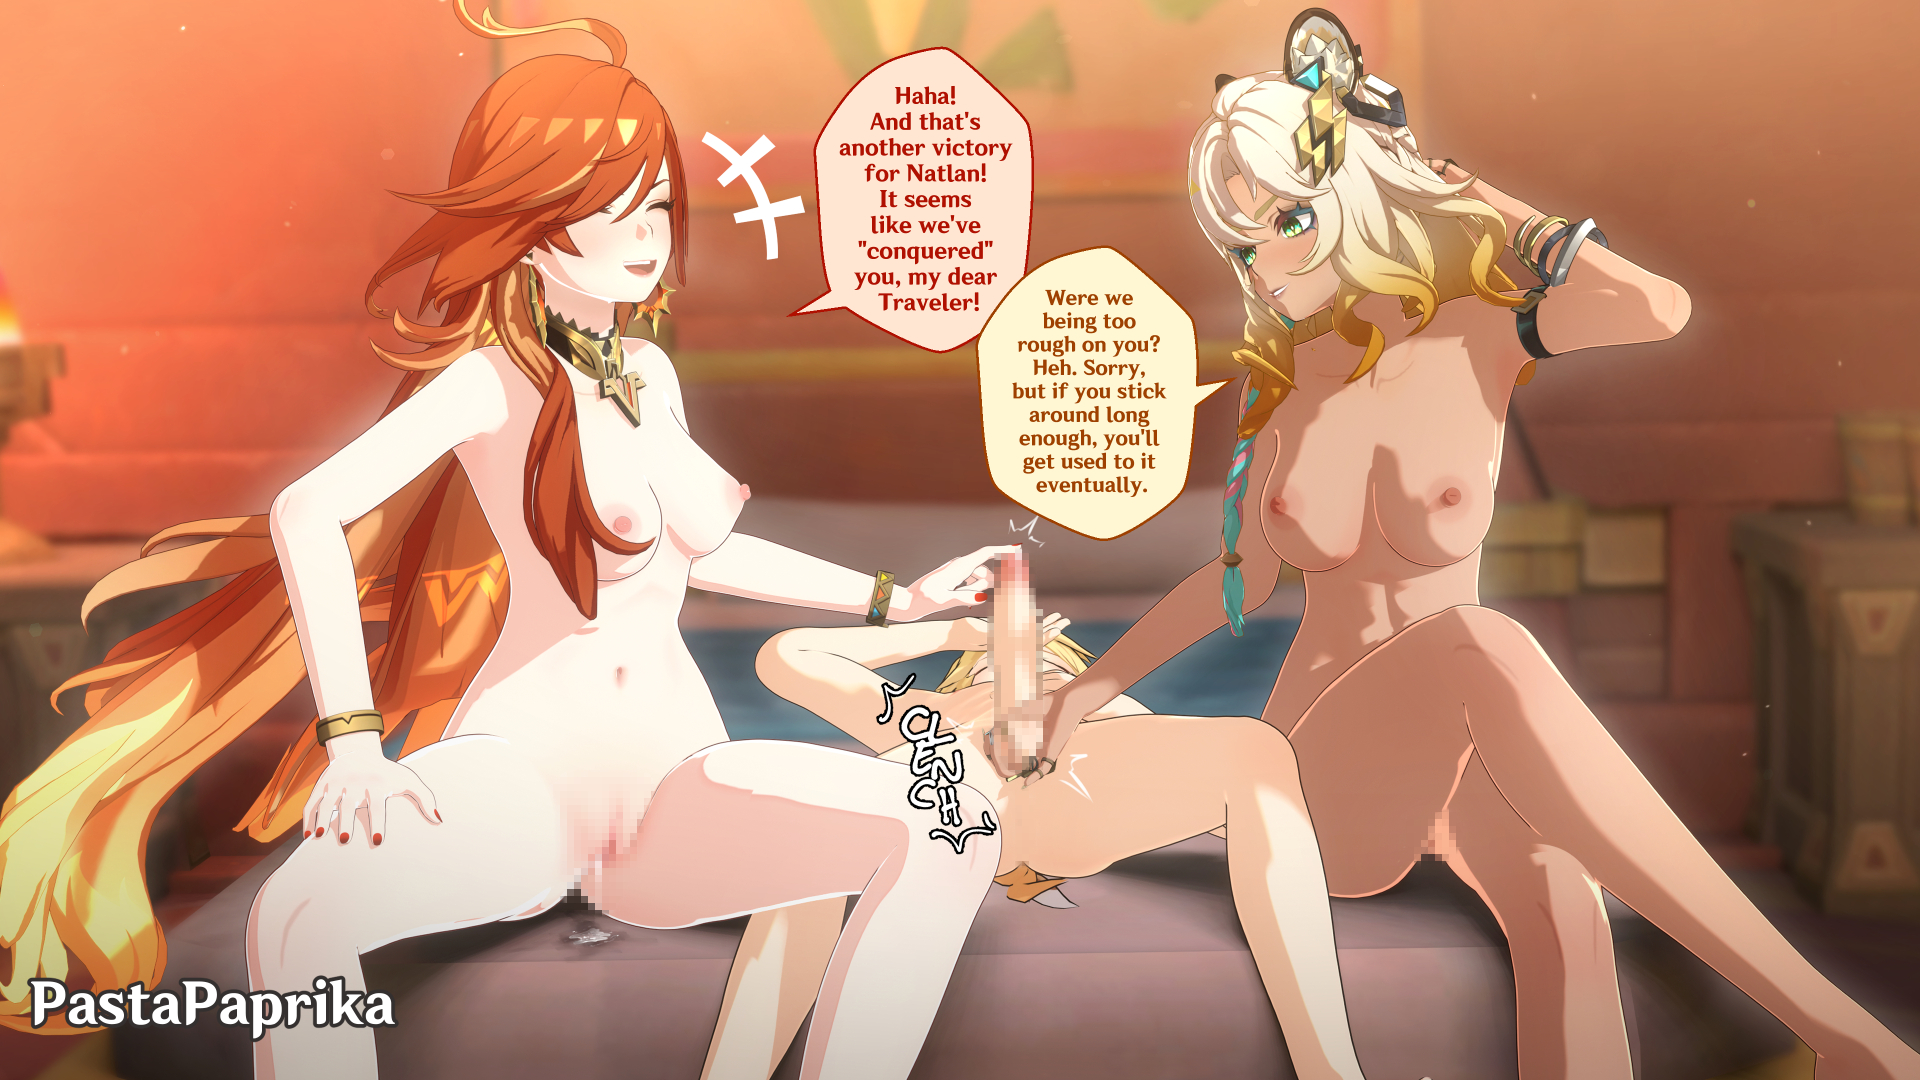 Haha!
And that's
another victory
for Natlan!
It seems
like we've
"conquered"
you, my dear
Traveler!
Were we
being too
rough on you?
Heh. Sorry,
but if you stick
around long
enough, you'll
get used to it
eventually.
CLENCH
PastaPaprika